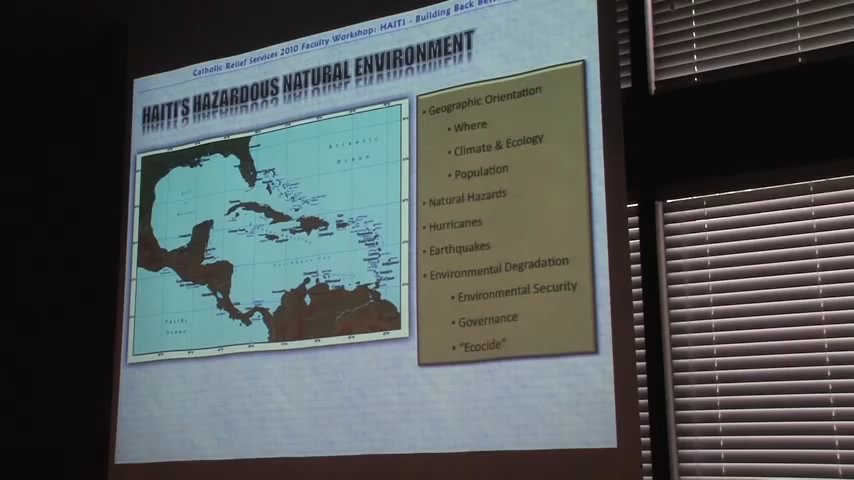 Catholic Relief Services 2010 Faculty Workshop: HAITI - Building Back
HAITI'S HAZARDOUS NATURAL ENVIRONMENT
• Geographic Orientation
• Where
• Climate & Ecology
• Population
• Natural Hazards
• Hurricanes
• Earthquakes
• Environmental Degradation
• Environmental Security
• Governance
• "Ecocide"
Atlantic
Ocean
Pacific
Ocean